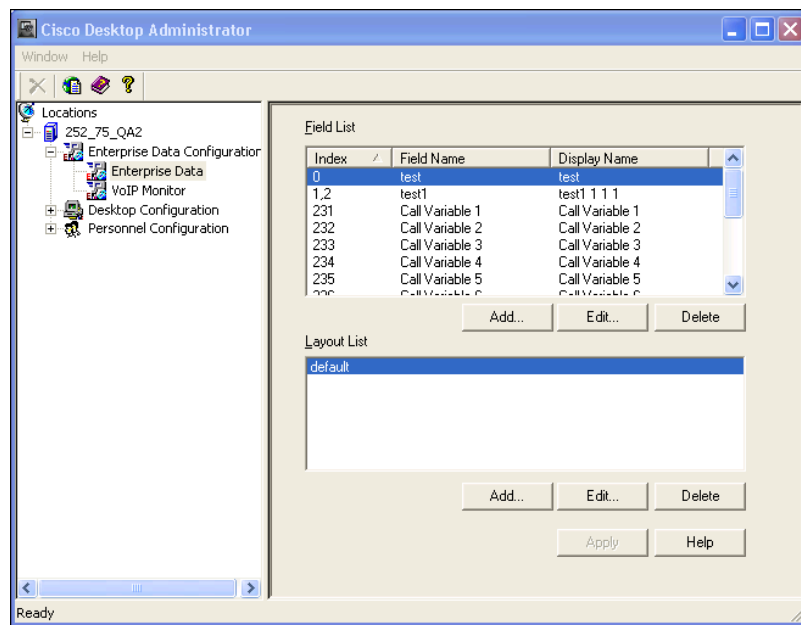 Cisco Desktop Administrator
Window Help
Locations
252_75_QA2
Enterprise Data Configuration
Enterprise Data
VoIP Monitor
Desktop Configuration
Personnel Configuration
Field List
Index Field Name Display Name
0 test test
1,2 test1 test1 1 1 1
231 Call Variable 1 Call Variable 1
232 Call Variable 2 Call Variable 2
233 Call Variable 3 Call Variable 3
234 Call Variable 4 Call Variable 4
235 Call Variable 5 Call Variable 5
Add... Edit... Delete
Layout List
default
Add... Edit... Delete
Apply Help
Ready